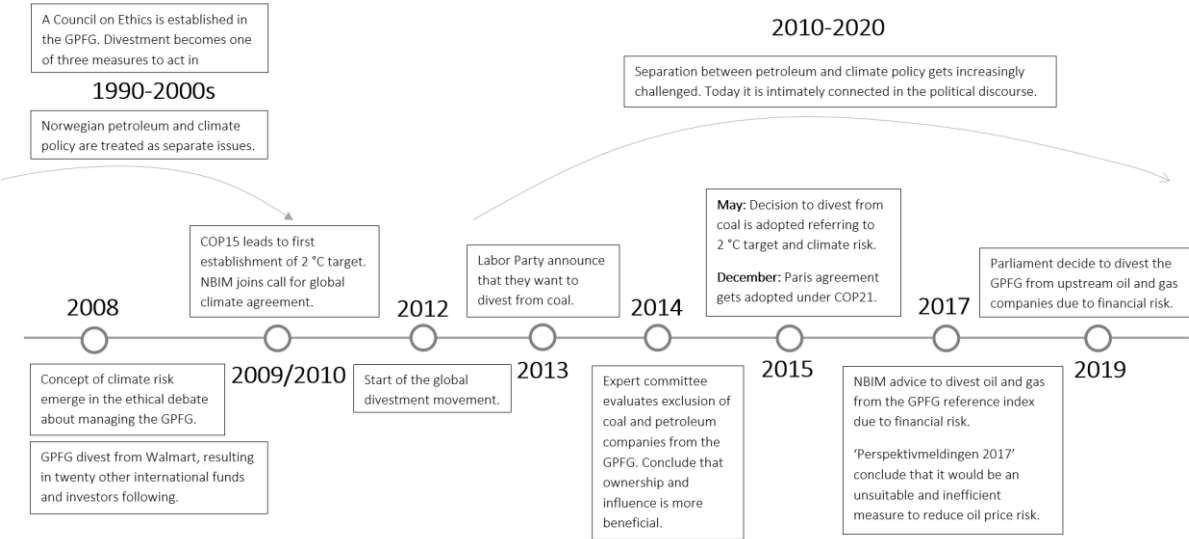 A Council on Ethics is established in
the GPFG. Divestment becomes one
of three measures to act in
1990-2000s
Norwegian petroleum and climate
policy are treated as separate issues.
2010-2020
Separation between petroleum and climate policy gets increasingly
challenged. Today it is intimately connected in the political discourse.
2008
Concept of climate risk
emerge in the ethical debate
about managing the GPFG.
GPFG divest from Walmart, resulting
in twenty other international funds
and investors following.
COP15 leads to first
establishment of 2 °C target.
NBIM joins call for global
climate agreement.
2009/2010
2012
Start of the global
divestment movement.
Labor Party announce
that they want to
divest from coal.
2013
2014
Expert committee
evaluates exclusion of
coal and petroleum
companies from the
GPFG. Conclude that
ownership and
influence is more
beneficial.
May: Decision to divest from
coal is adopted referring to
2 °C target and climate risk.
December: Paris agreement
gets adopted under COP21.
2015
2017
NBIM advice to divest oil and gas
from the GPFG reference index
due to financial risk.
‘Perspektivmeldingen 2017’
conclude that it would be an
unsuitable and inefficient
measure to reduce oil price risk.
Parliament decide to divest the
GPFG from upstream oil and gas
companies due to financial risk.
2019